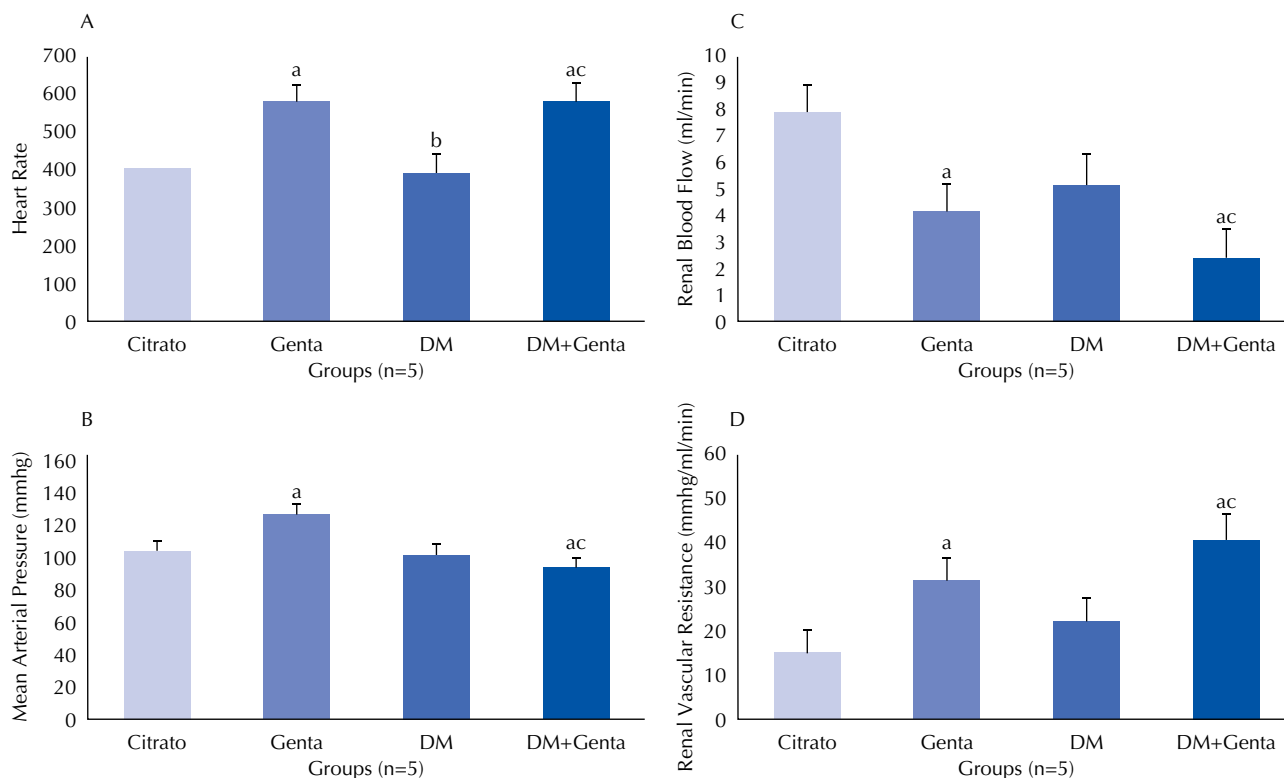 A
Heart Rate
700
600
500
400
300
200
100
0
a
b
ac
Citrato Genta DM DM+Genta
Groups (n=5)
B
Mean Arterial Pressure (mmhg)
160
140
120
100
80
60
40
20
0
a
ac
Citrato Genta DM DM+Genta
Groups (n=5)
C
Renal Blood Flow (ml/min)
10
9
8
7
6
5
4
3
2
1
0
a
ac
Citrato Genta DM DM+Genta
Groups (n=5)
D
Renal Vascular Resistance (mmhg/ml/min)
60
50
40
30
20
10
0
a
ac
Citrato Genta DM DM+Genta
Groups (n=5)